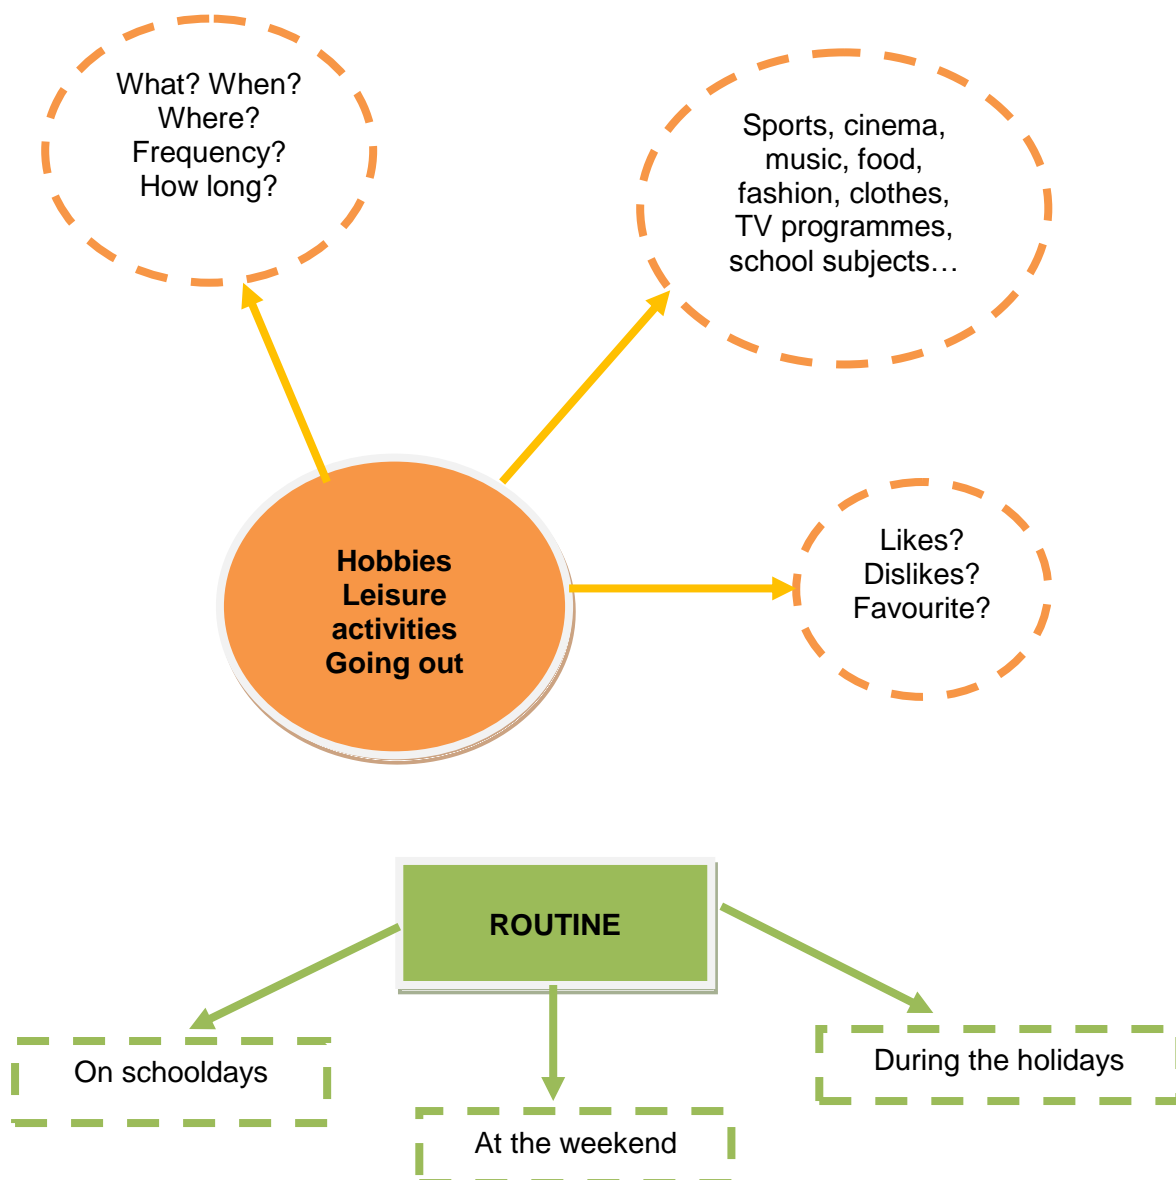 What? When?
Where?
Frequency?
How long?
Sports, cinema,
music, food,
fashion, clothes,
TV programmes,
school subjects…
Likes?
Dislikes?
Favourite?
Hobbies
Leisure
activities
Going out
ROUTINE
On schooldays
During the holidays
At the weekend